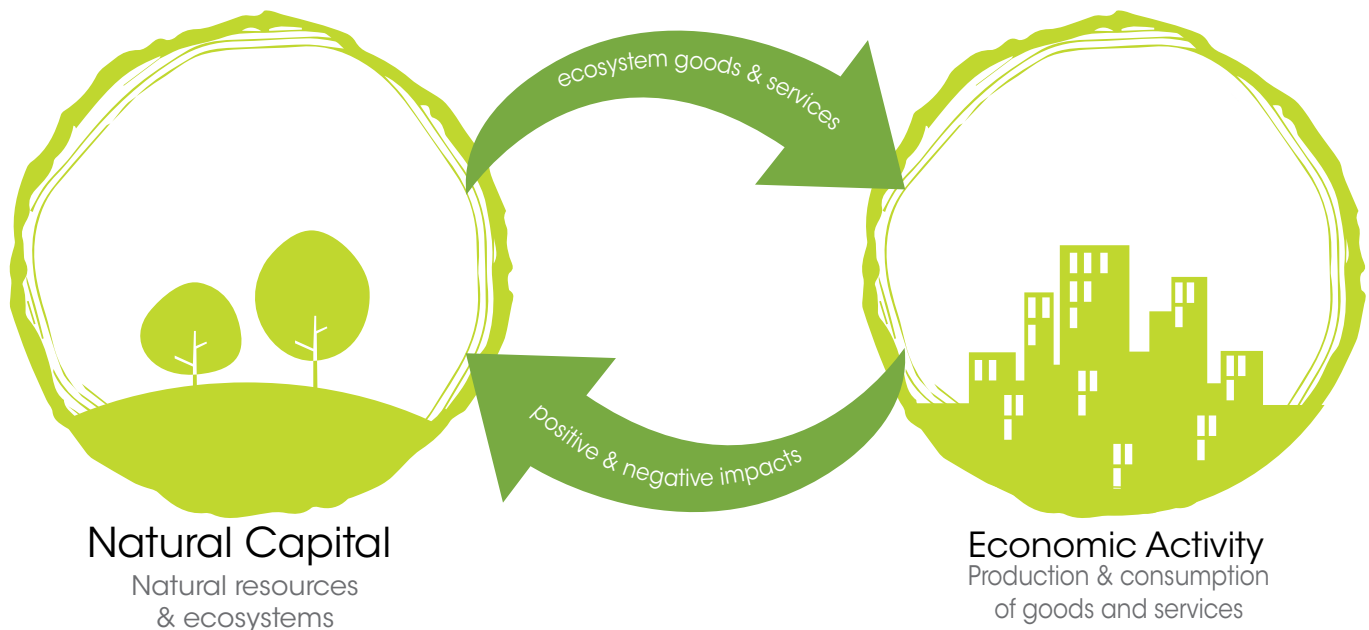 ecosystem goods & services
positive & negative impacts
Natural Capital
Natural resources
& ecosystems
Economic Activity
Production & consumption
of goods and services